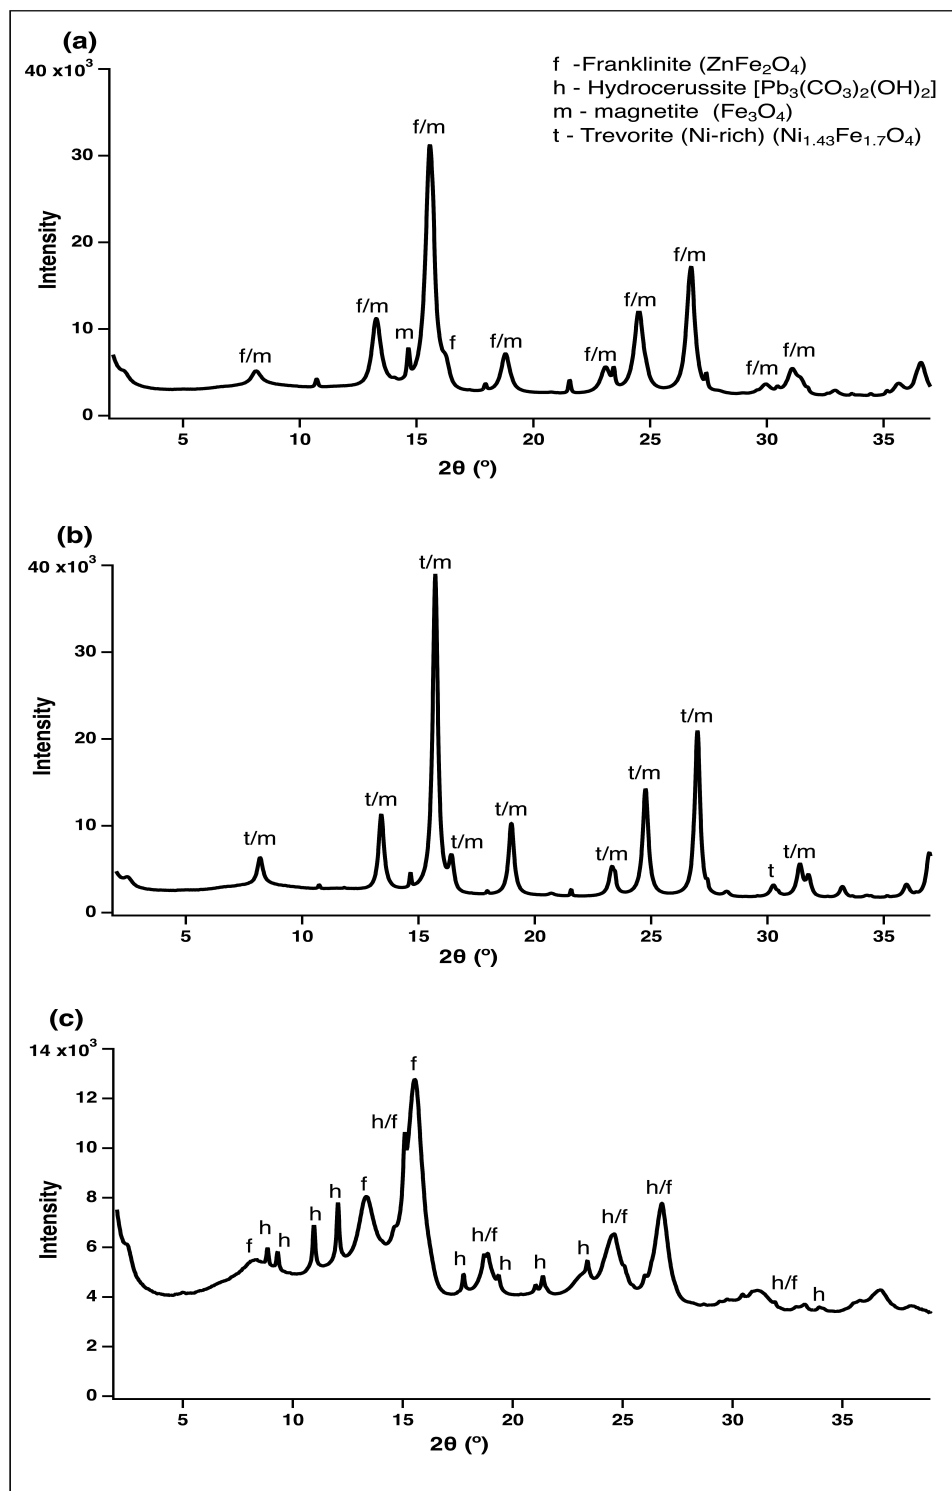 (a)
40 x10³
f -Franklinite (ZnFe₂O₄)
h - Hydrocerussite [Pb₃(CO₃)₂(OH)₂]
m - magnetite (Fe₃O₄)
t - Trevorite (Ni-rich) (Ni₁.₄₃Fe₁.₇O₄)
f/m
30
20
10
0
Intensity
f/m
f/m
m
f
f/m
f/m
f/m
f/m
f/m
f/m
5 10 15 20 25 30 35
2θ (º)
(b)
40 x10³
t/m
30
20
10
0
Intensity
t/m
t/m
t/m
t/m
t/m
t/m
t/m
t
t/m
5 10 15 20 25 30 35
2θ (º)
(c)
14 x10³
12
10
8
6
4
2
0
Intensity
f
h
h
h
h
f
h/f
f
h
h/f
h
h
h
h/f
h/f
h/f
h
5 10 15 20 25 30 35
2θ (º)